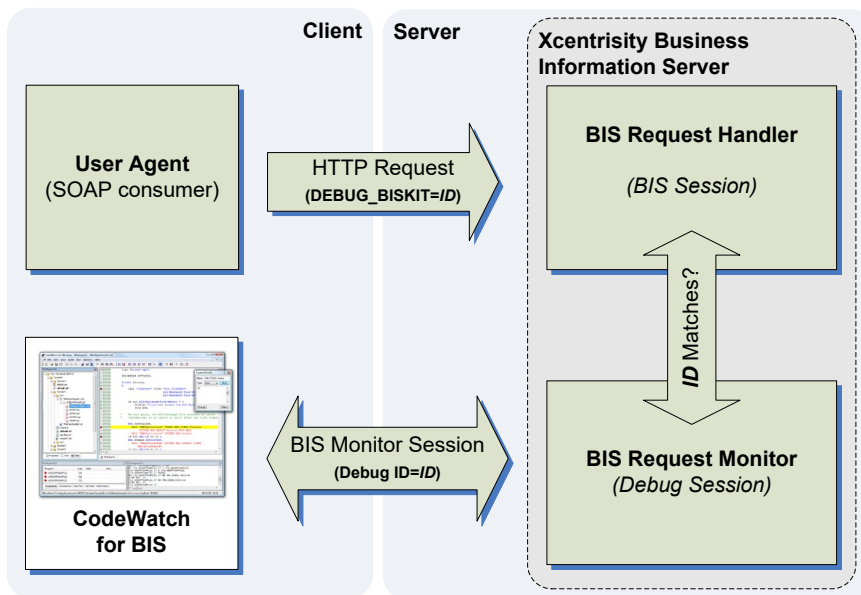 Client
Server
Xcentrisity Business
Information Server
User Agent
(SOAP consumer)
HTTP Request
(DEBUG_BISKIT=ID)
BIS Request Handler
(BIS Session)
ID Matches?
BIS Monitor Session
(Debug ID=ID)
BIS Request Monitor
(Debug Session)
CodeWatch
for BIS